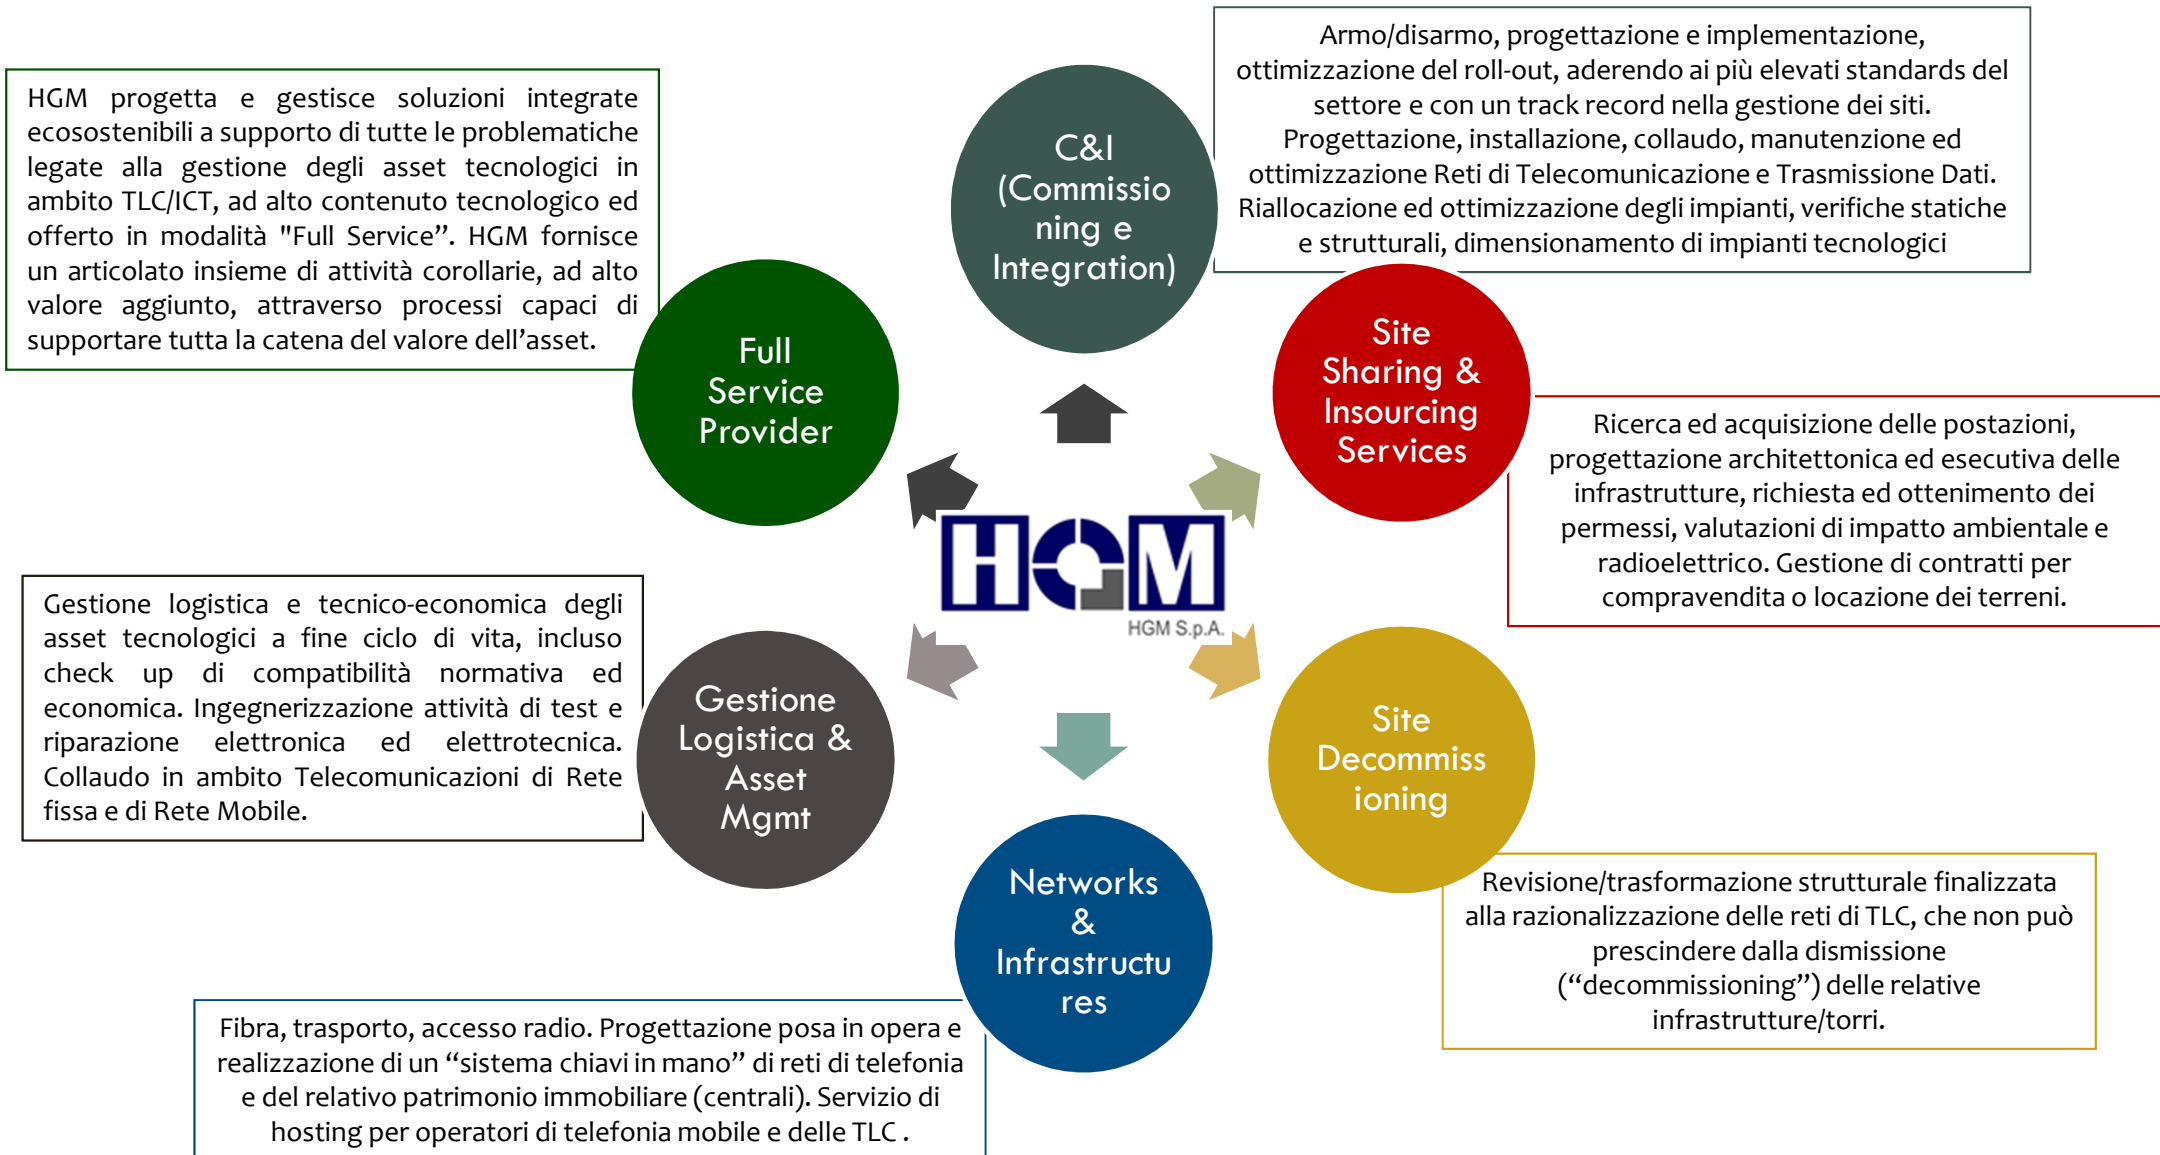 HGM progetta e gestisce soluzioni integrate
ecosostenibili a supporto di tutte le problematiche
legate alla gestione degli asset tecnologici in
ambito TLC/ICT, ad alto contenuto tecnologico ed
offerto in modalità "Full Service”. HGM fornisce
un articolato insieme di attività corollarie, ad alto
valore aggiunto, attraverso processi capaci di
supportare tutta la catena del valore dell’asset.
Full
Service
Provider
C&I
(Commissio
ning e
Integration)
Armo/disarmo, progettazione e implementazione,
ottimizzazione del roll-out, aderendo ai più elevati standards del
settore e con un track record nella gestione dei siti.
Progettazione, installazione, collaudo, manutenzione ed
ottimizzazione Reti di Telecomunicazione e Trasmissione Dati.
Riallocazione ed ottimizzazione degli impianti, verifiche statiche
e strutturali, dimensionamento di impianti tecnologici
Site
Sharing &
Insourcing
Services
Ricerca ed acquisizione delle postazioni,
progettazione architettonica ed esecutiva delle
infrastrutture, richiesta ed ottenimento dei
permessi, valutazioni di impatto ambientale e
radioelettrico. Gestione di contratti per
compravendita o locazione dei terreni.
HGM
HGM S.p.A.
Gestione logistica e tecnico-economica degli
asset tecnologici a fine ciclo di vita, incluso
check up di compatibilità normativa ed
economica. Ingegnerizzazione attività di test e
riparazione elettronica ed elettrotecnica.
Collaudo in ambito Telecomunicazioni di Rete
fissa e di Rete Mobile.
Gestione
Logistica &
Asset
Mgmt
Site
Decommiss
ioning
Revisione/trasformazione strutturale finalizzata
alla razionalizzazione delle reti di TLC, che non può
prescindere dalla dismissione
(“decommissioning”) delle relative
infrastrutture/torri.
Networks
&
Infrastructu
res
Fibra, trasporto, accesso radio. Progettazione posa in opera e
realizzazione di un “sistema chiavi in mano” di reti di telefonia
e del relativo patrimonio immobiliare (centrali). Servizio di
hosting per operatori di telefonia mobile e delle TLC .